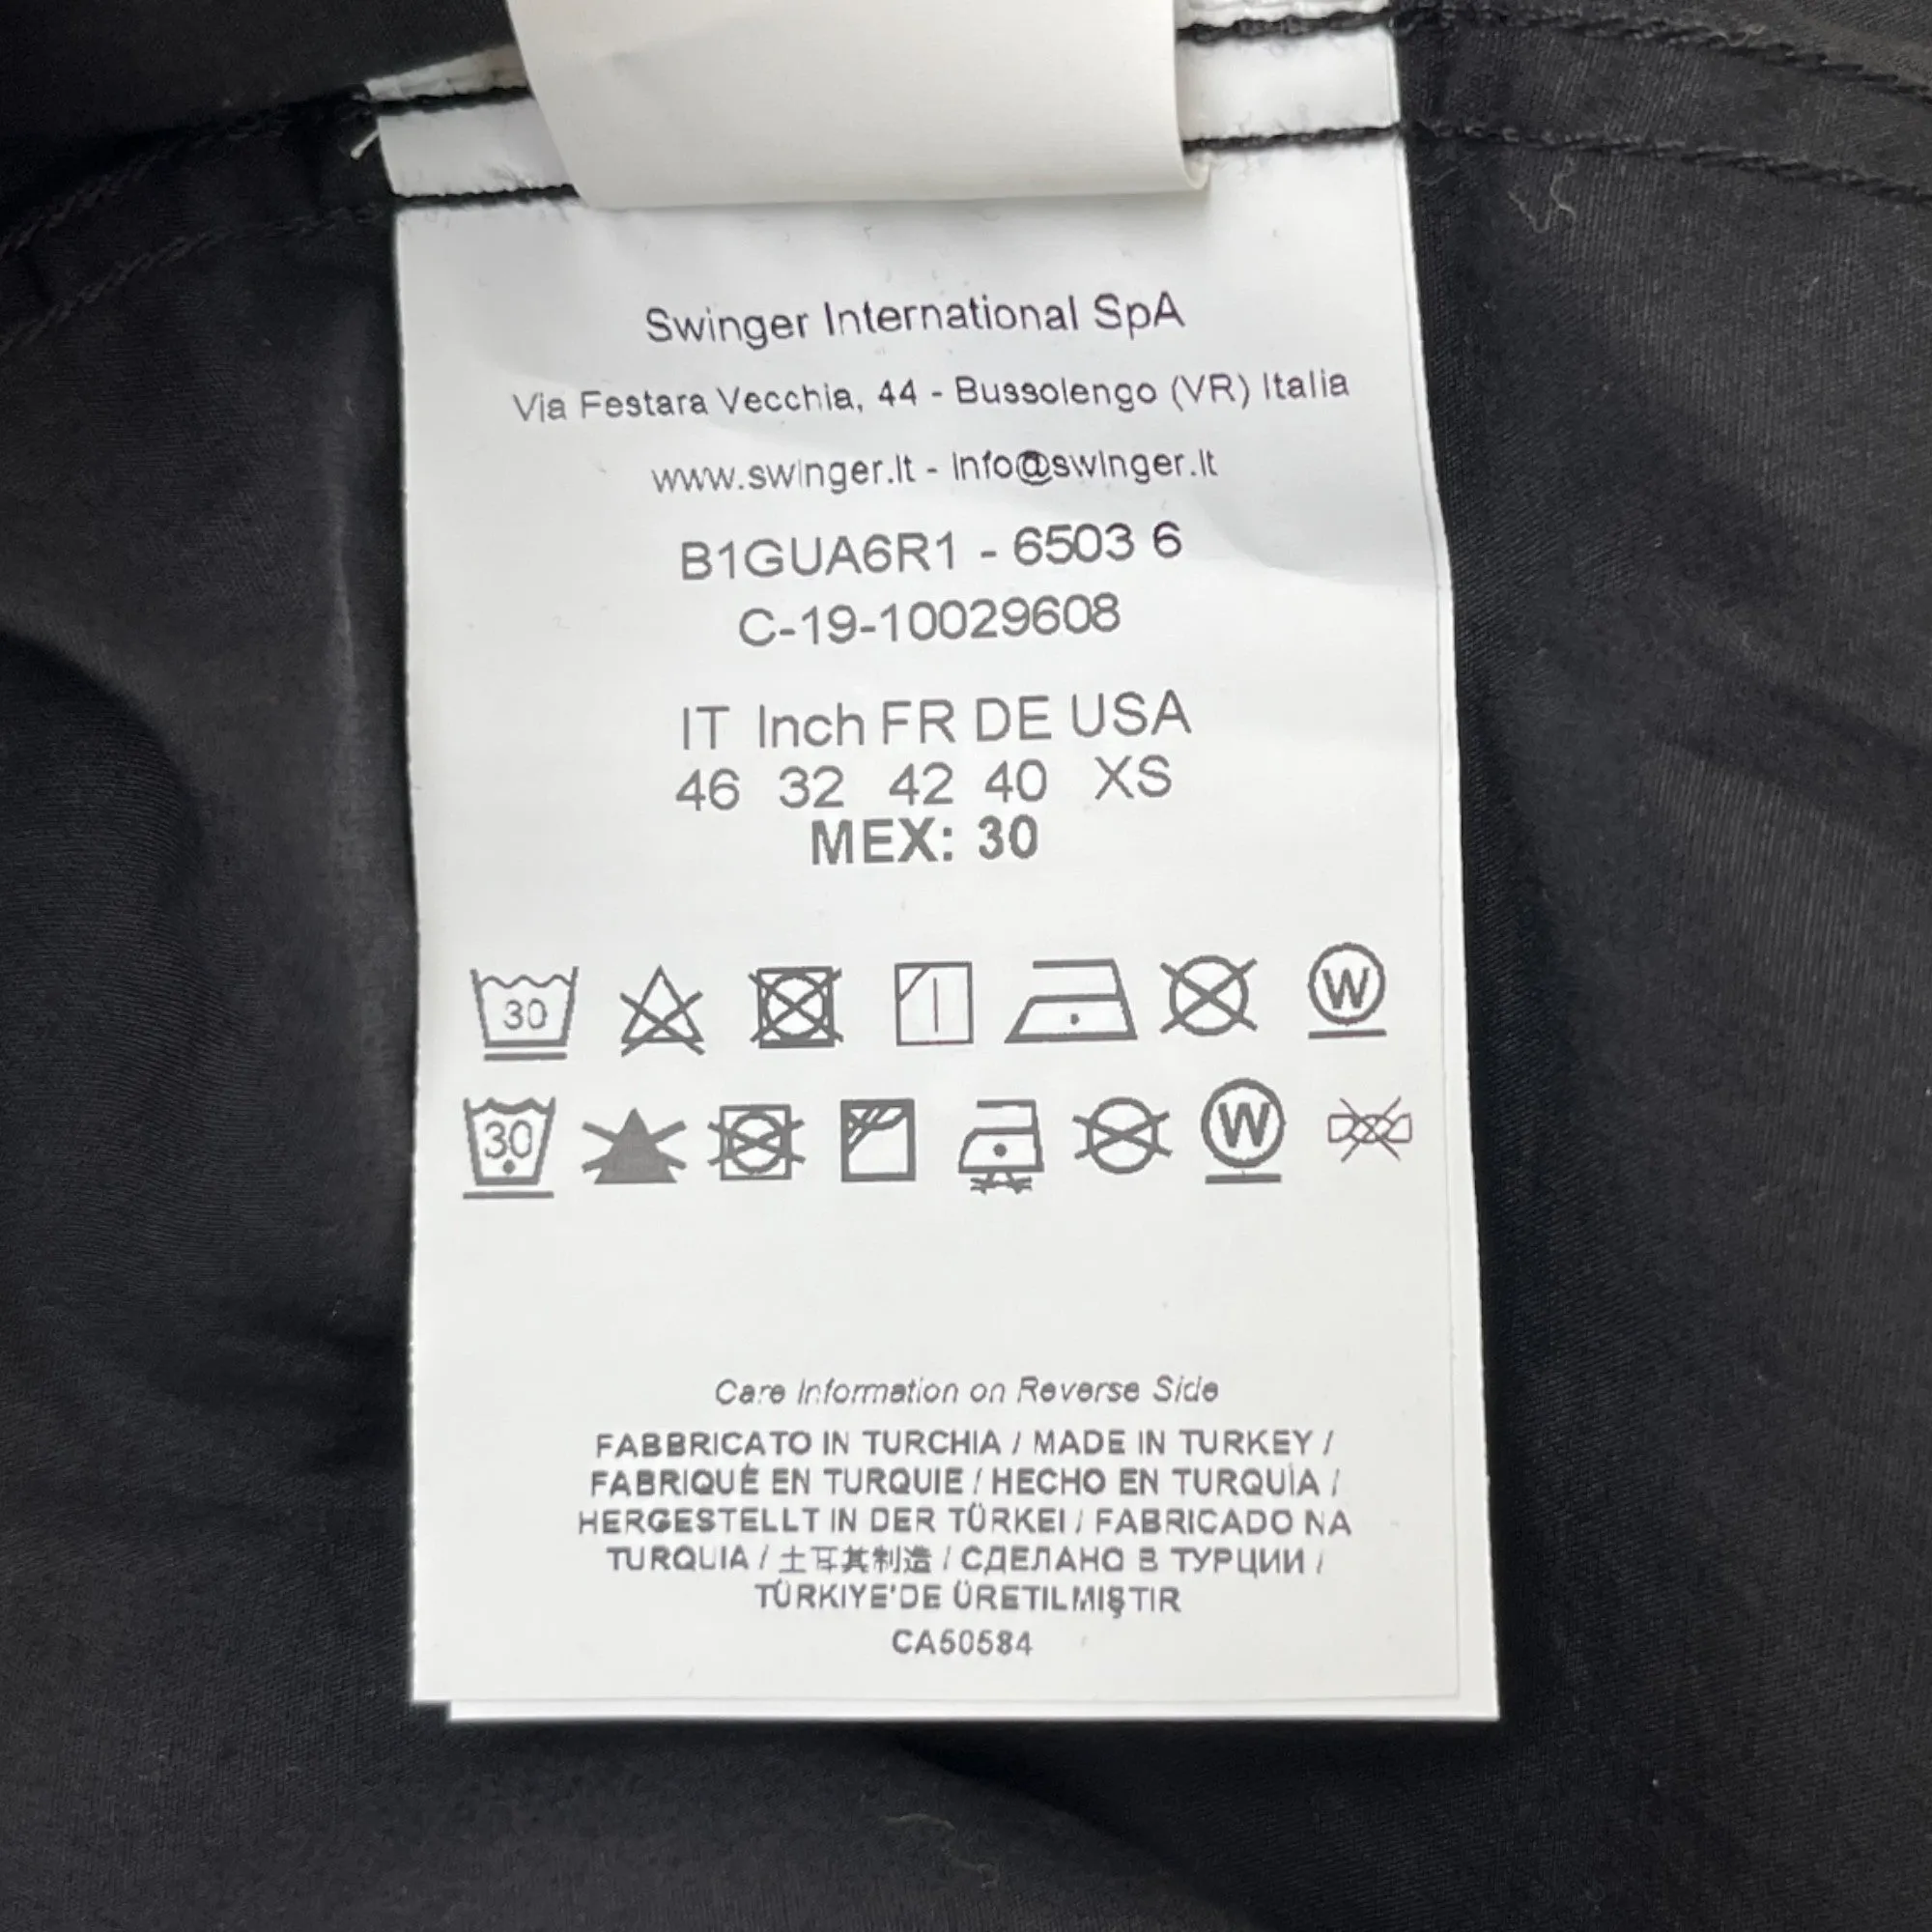 Swinger International SpA
Via Festara Vecchia, 44 - Bussolengo (VR) Italia
www.swinger.it - info@swinger.it
B1GUA6R1 - 6503 6
C-19-10029608
IT Inch FR DE USA
46 32 42 40 XS
MEX: 30
30
W
30
W
Care Information on Reverse Side
FABBRICATO IN TURCHIA / MADE IN TURKEY /
FABRIQUÉ EN TURQUIE / HECHO EN TURQUÌA /
HERGESTELLT IN DER TÜRKEI / FABRICADO NA
TURQUIA / 土耳其制造 / СДЕЛАНО В ТУРЦИИ /
TÜRKIYE'DE ÜRETILMIŞTIR
CA50584